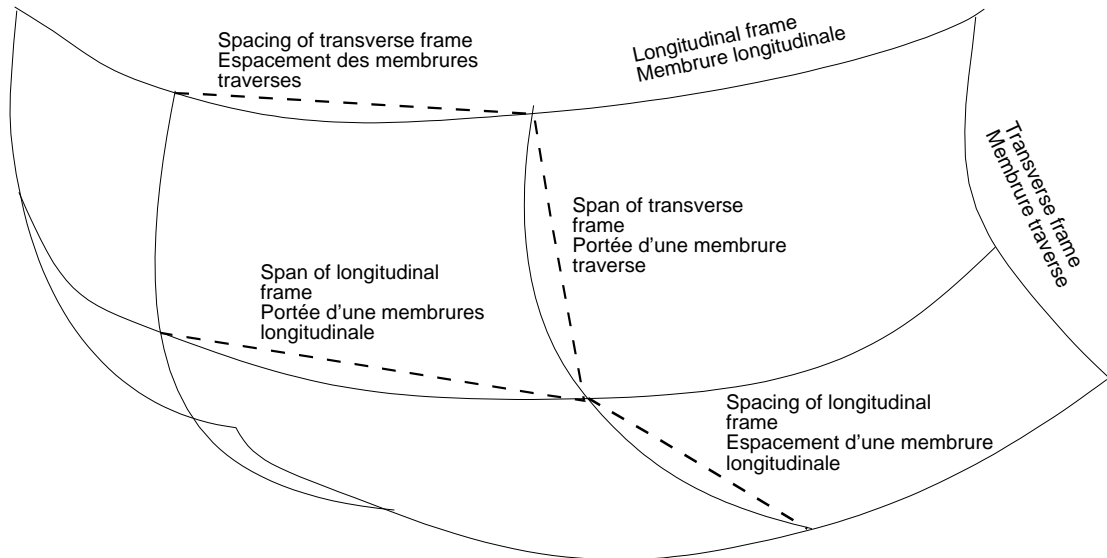 Spacing of transverse frame
Espacement des membrures
traverses
Longitudinal frame
Membrure longitudinale
Transverse frame
Membrure traverse
Span of transverse
frame
Portée d'une membrure
traverse
Span of longitudinal
frame
Portée d'une membrures
longitudinale
Spacing of longitudinal
frame
Espacement d'une membrure
longitudinale